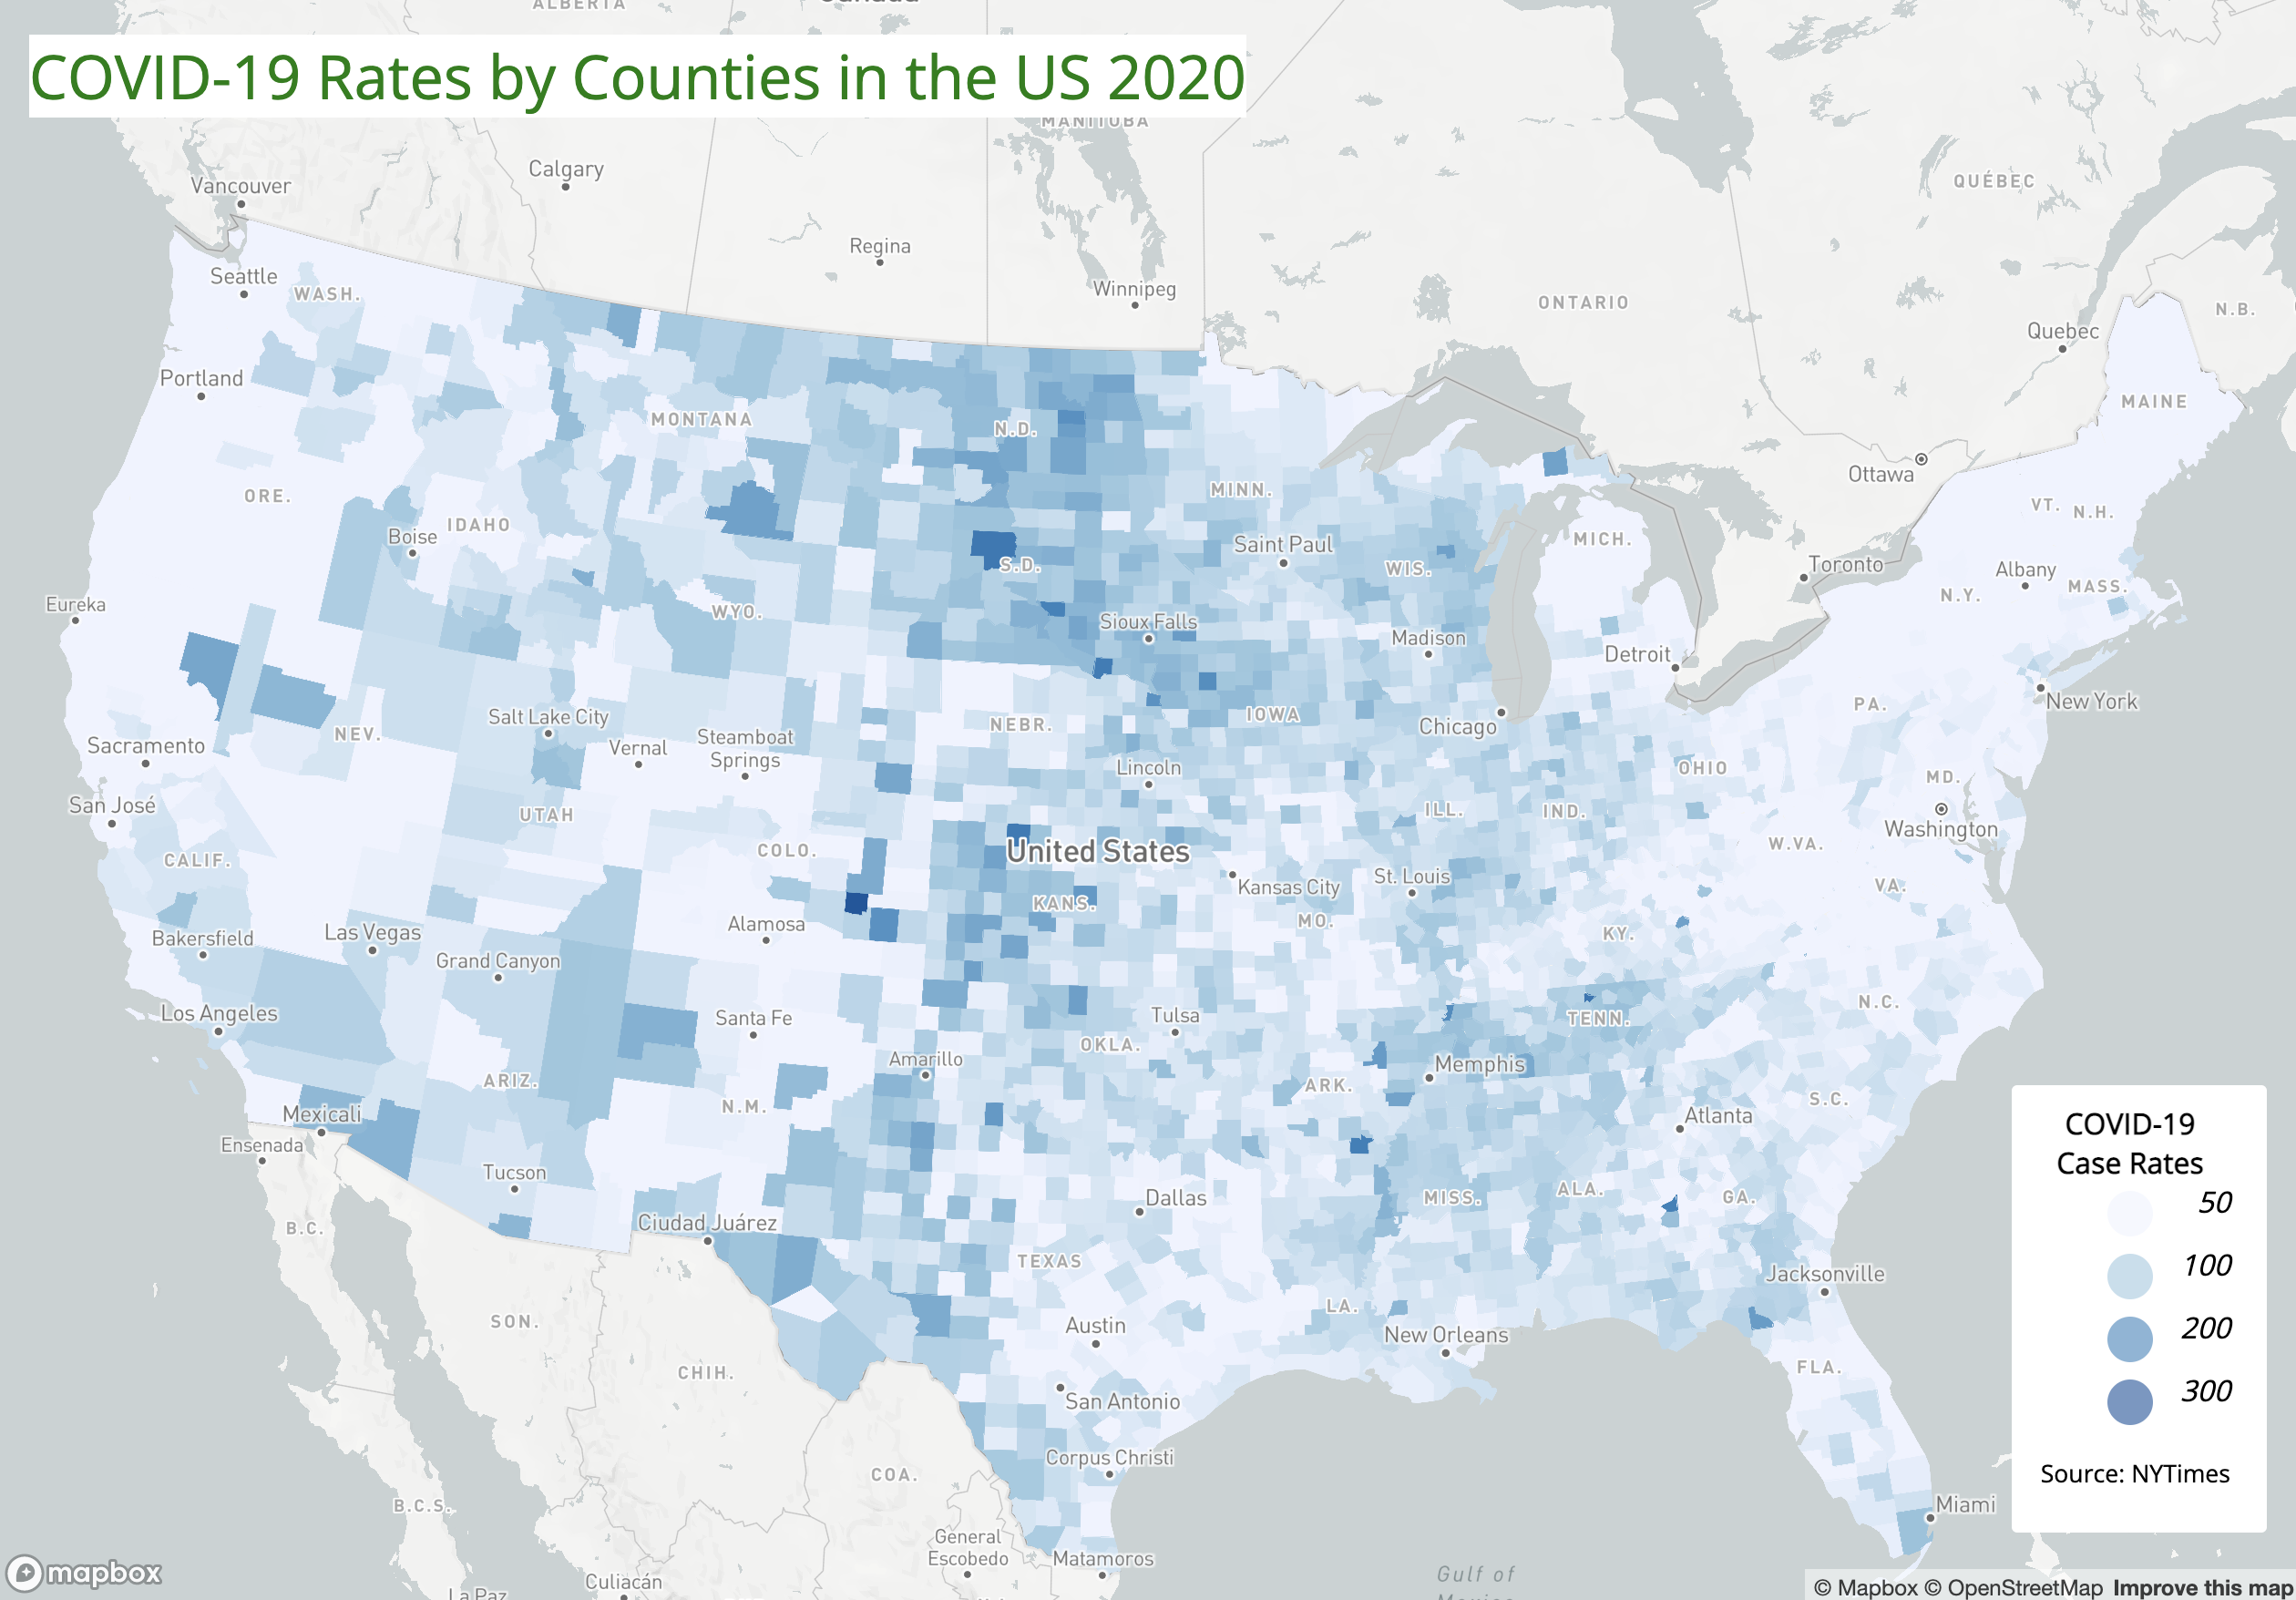 ALBERTA
Canada
COVID-19 Rates by Counties in the US 2020
MANITOBA
Calgary
Vancouver
QUÉBEC
Regina
Seattle
WASH.
Winnipeg
ONTARIO
N.B.
Quebec
Portland
MONTANA
N.D.
MAINE
Ottawa
ORE.
IDAHO
MINN.
VT.
N.H.
Boise
Saint Paul
MICH.
S.D.
WIS.
Toronto
Albany
MASS.
N.Y.
Eureka
WYO.
Sioux Falls
Madison
Detroit
New York
PA.
Salt Lake City
NEV.
Vernal
Steamboat
Springs
NEBR.
IOWA
Chicago
Sacramento
Lincoln
OHIO
MD.
San José
UTAH
ILL.
IND.
Washington
CALIF.
COLO.
United States
W.VA.
Kansas City
St. Louis
VA.
KANS.
MO.
Bakersfield
Las Vegas
Alamosa
KY.
Grand Canyon
Los Angeles
Santa Fe
Tulsa
TENN.
N.C.
Amarillo
OKLA.
Memphis
ARIZ.
ARK.
N.M.
Mexicali
Atlanta
S.C.
Ensenada
Tucson
Dallas
MISS.
ALA.
GA.
B.C.
Ciudad Juárez
TEXAS
Jacksonville
SON.
LA.
Austin
New Orleans
CHIH.
FLA.
San Antonio
COA.
Corpus Christi
B.C.S.
Miami
General
Escobedo
Matamoros
La Paz
Culiacán
Gulf of
Mexico
COVID-19
Case Rates
50
100
200
300
Source: NYTimes
mapbox
© Mapbox © OpenStreetMap Improve this map